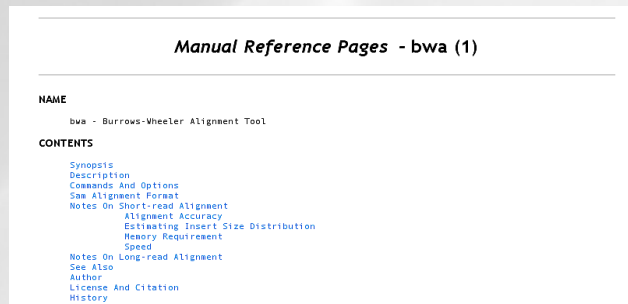 Manual Reference Pages - bwa (1)
NAME
bwa - Burrows-Wheeler Alignment Tool
CONTENTS
Synopsis
Description
Commands And Options
Sam Alignment Format
Notes On Short-read Alignment
Alignment Accuracy
Estimating Insert Size Distribution
Memory Requirement
Speed
Notes On Long-read Alignment
See Also
Author
License And Citation
History